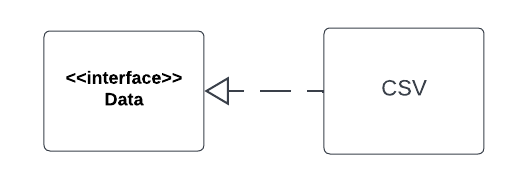 <<interface>>
Data
CSV